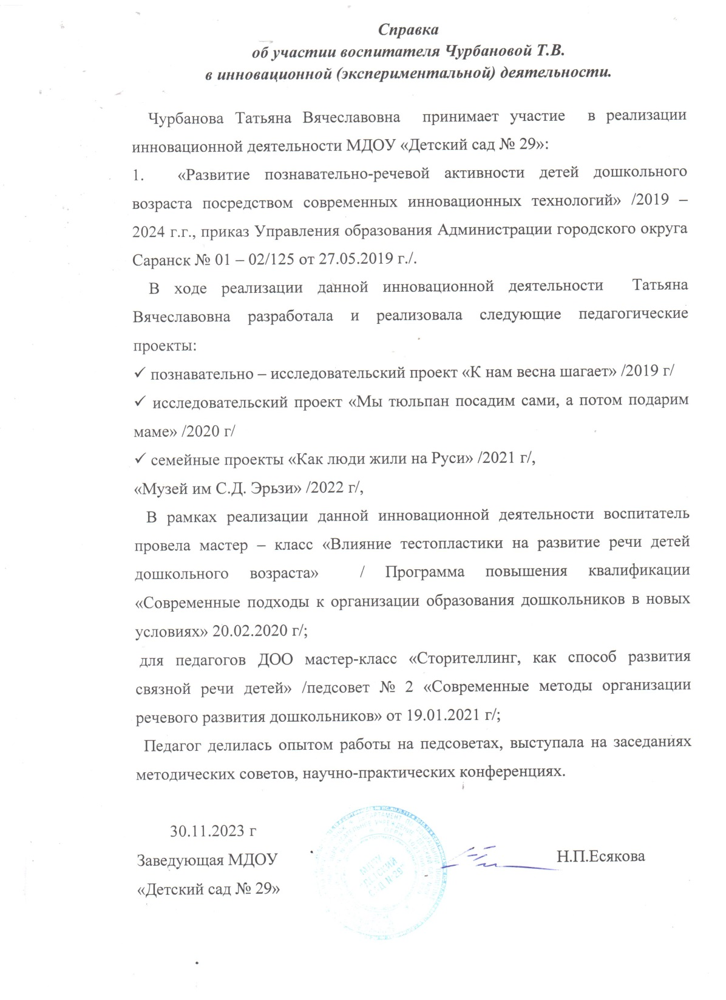 Справка
об участии воспитателя Чурбановой Т.В.
в инновационной (экспериментальной) деятельности.
Чурбанова Татьяна Вячеславовна принимает участие в реализации
инновационной деятельности МДОУ «Детский сад № 29»:
1. «Развитие познавательно-речевой активности детей дошкольного
возраста посредством современных инновационных технологий» /2019 –
2024 г.г., приказ Управления образования Администрации городского округа
Саранск № 01 – 02/125 от 27.05.2019 г./.
В ходе реализации данной инновационной деятельности Татьяна
Вячеславовна разработала и реализовала следующие педагогические
проекты:
✓ познавательно – исследовательский проект «К нам весна шагает» /2019 г/
✓ исследовательский проект «Мы тюльпан посадим сами, а потом подарим
маме» /2020 г/
✓ семейные проекты «Как люди жили на Руси» /2021 г/,
«Музей им С.Д. Эрьзи» /2022 г/,
В рамках реализации данной инновационной деятельности воспитатель
провела мастер – класс «Влияние тестопластики на развитие речи детей
дошкольного возраста» / Программа повышения квалификации
«Современные подходы к организации образования дошкольников в новых
условиях» 20.02.2020 г/;
для педагогов ДОО мастер-класс «Сторителлинг, как способ развития
связной речи детей» /педсовет № 2 «Современные методы организации
речевого развития дошкольников» от 19.01.2021 г/;
Педагог делилась опытом работы на педсоветах, выступала на заседаниях
методических советов, научно-практических конференциях.
30.11.2023 г
Заведующая МДОУ Н.П.Есякова
«Детский сад № 29»
МДОУ
"ДЕТСКИЙ
САД №29"